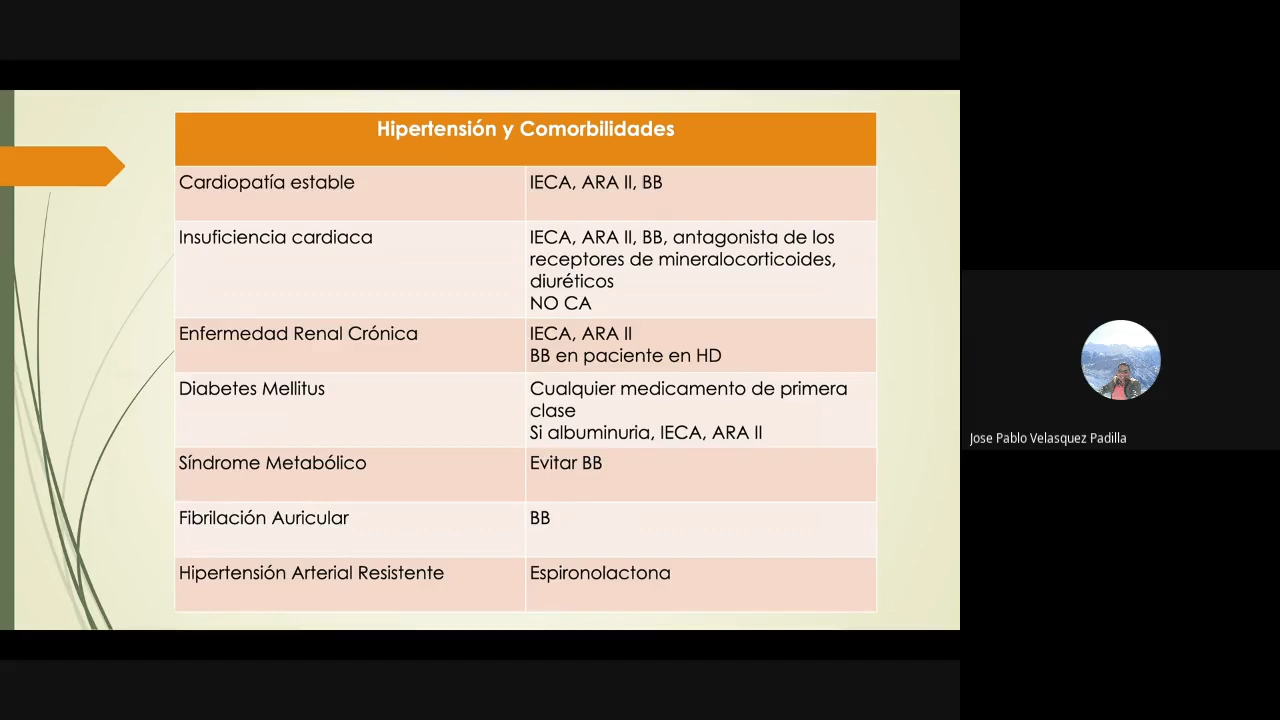 Hipertensión y Comorbilidades
Cardiopatía estable
IECA, ARA II, BB
Insuficiencia cardiaca
IECA, ARA II, BB, antagonista de los
receptores de mineralocorticoides,
diuréticos
NO CA
Enfermedad Renal Crónica
IECA, ARA II
BB en paciente en HD
Diabetes Mellitus
Cualquier medicamento de primera
clase
Si albuminuria, IECA, ARA II
Síndrome Metabólico
Evitar BB
Fibrilación Auricular
BB
Hipertensión Arterial Resistente
Espironolactona
Jose Pablo Velasquez Padilla